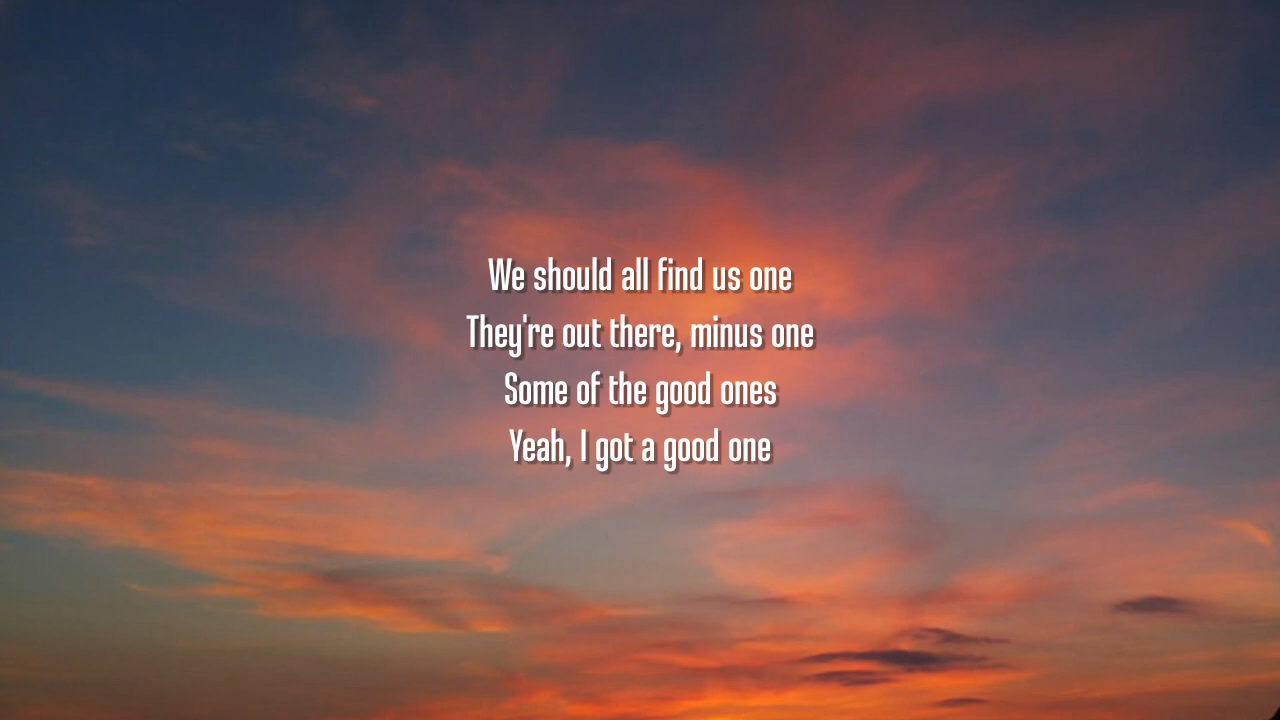 We should all find us one
They're out there, minus one
Some of the good ones
Yeah, I got a good one